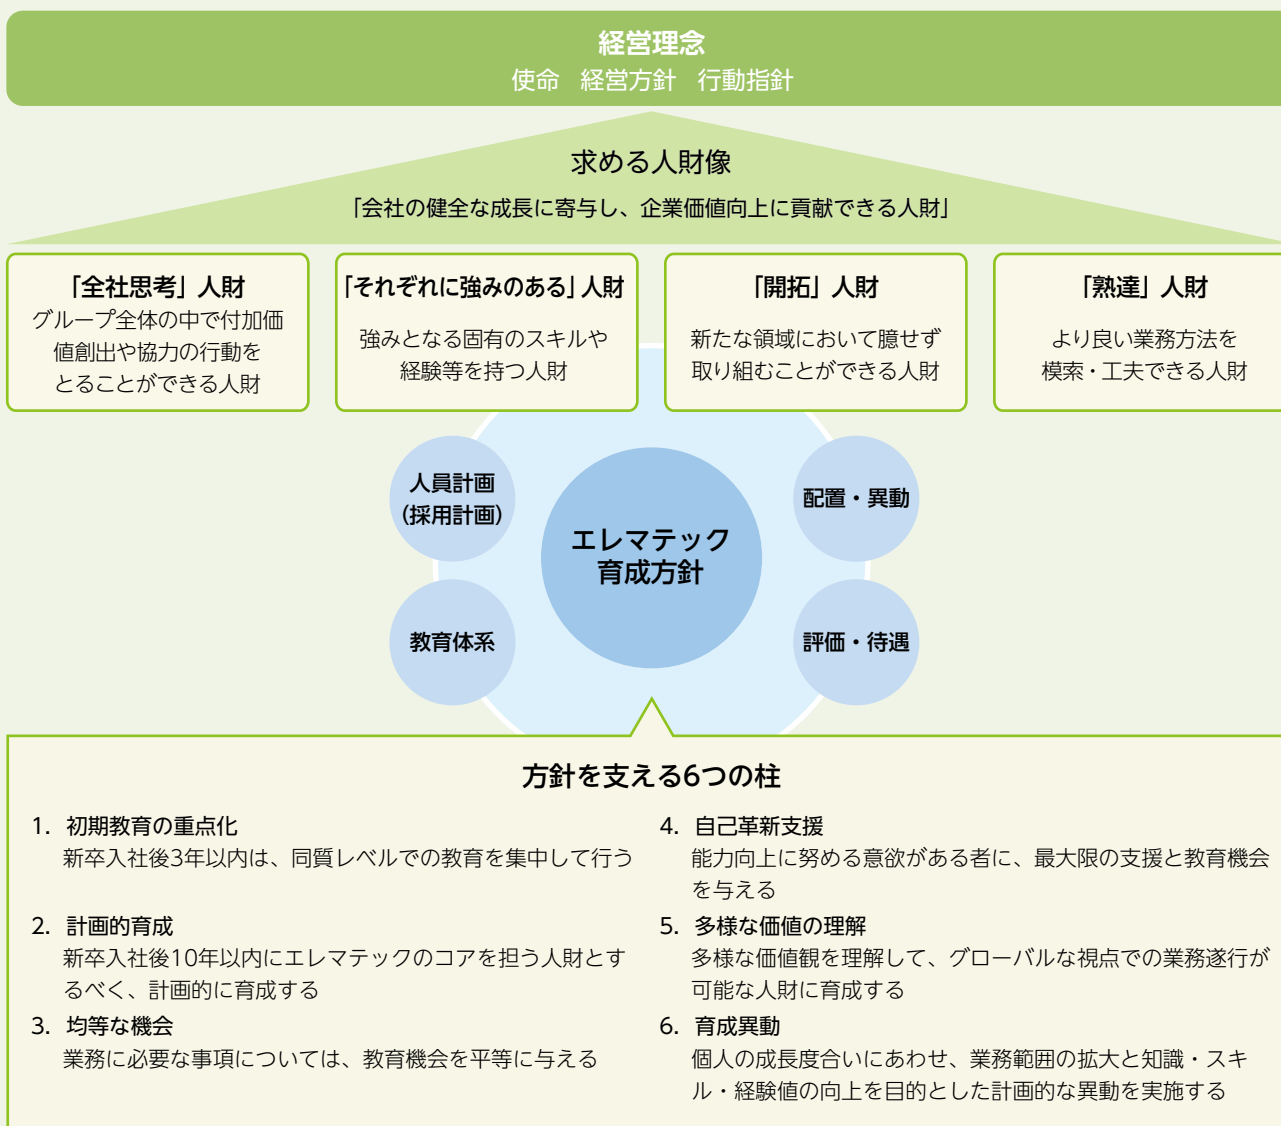 経営理念
使命 経営方針 行動指針
求める人財像
「会社の健全な成長に寄与し、企業価値向上に貢献できる人財」
「全社思考」人財
グループ全体の中で付加価
値創出や協力の行動を
とることができる人財
「それぞれに強みのある」人財
強みとなる固有のスキルや
経験等を持つ人財
「開拓」人財
新たな領域において臆せず
取り組むことができる人財
「熟達」人財
より良い業務方法を
模索・工夫できる人財
人員計画
(採用計画)
教育体系
エレマテック
育成方針
配置・異動
評価・待遇
方針を支える6つの柱
1. 初期教育の重点化
新卒入社後3年以内は、同質レベルでの教育を集中して行う
2. 計画的育成
新卒入社後10年以内にエレマテックのコアを担う人財とす
るべく、計画的に育成する
3. 均等な機会
業務に必要な事項については、教育機会を平等に与える
4. 自己革新支援
能力向上に努める意欲がある者に、最大限の支援と教育機会
を与える
5. 多様な価値の理解
多様な価値観を理解して、グローバルな視点での業務遂行が
可能な人財に育成する
6. 育成異動
個人の成長度合いにあわせ、業務範囲の拡大と知識・スキ
ル・経験値の向上を目的とした計画的な異動を実施する